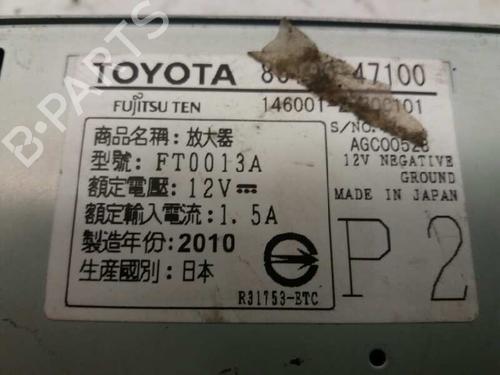 TOYOTA 47100
FUJITSU TEN 146001-
S/NO.
AGC0052
12V NEGATIVE
GROUND
MADE IN JAPAN
P 2
商品名稱：放大器
型號：FT0013A
額定電壓：12V⎓
額定輸入電流：1.5A
製造年份：2010
生產國別：日本
R31753-ETC
B-PARTS